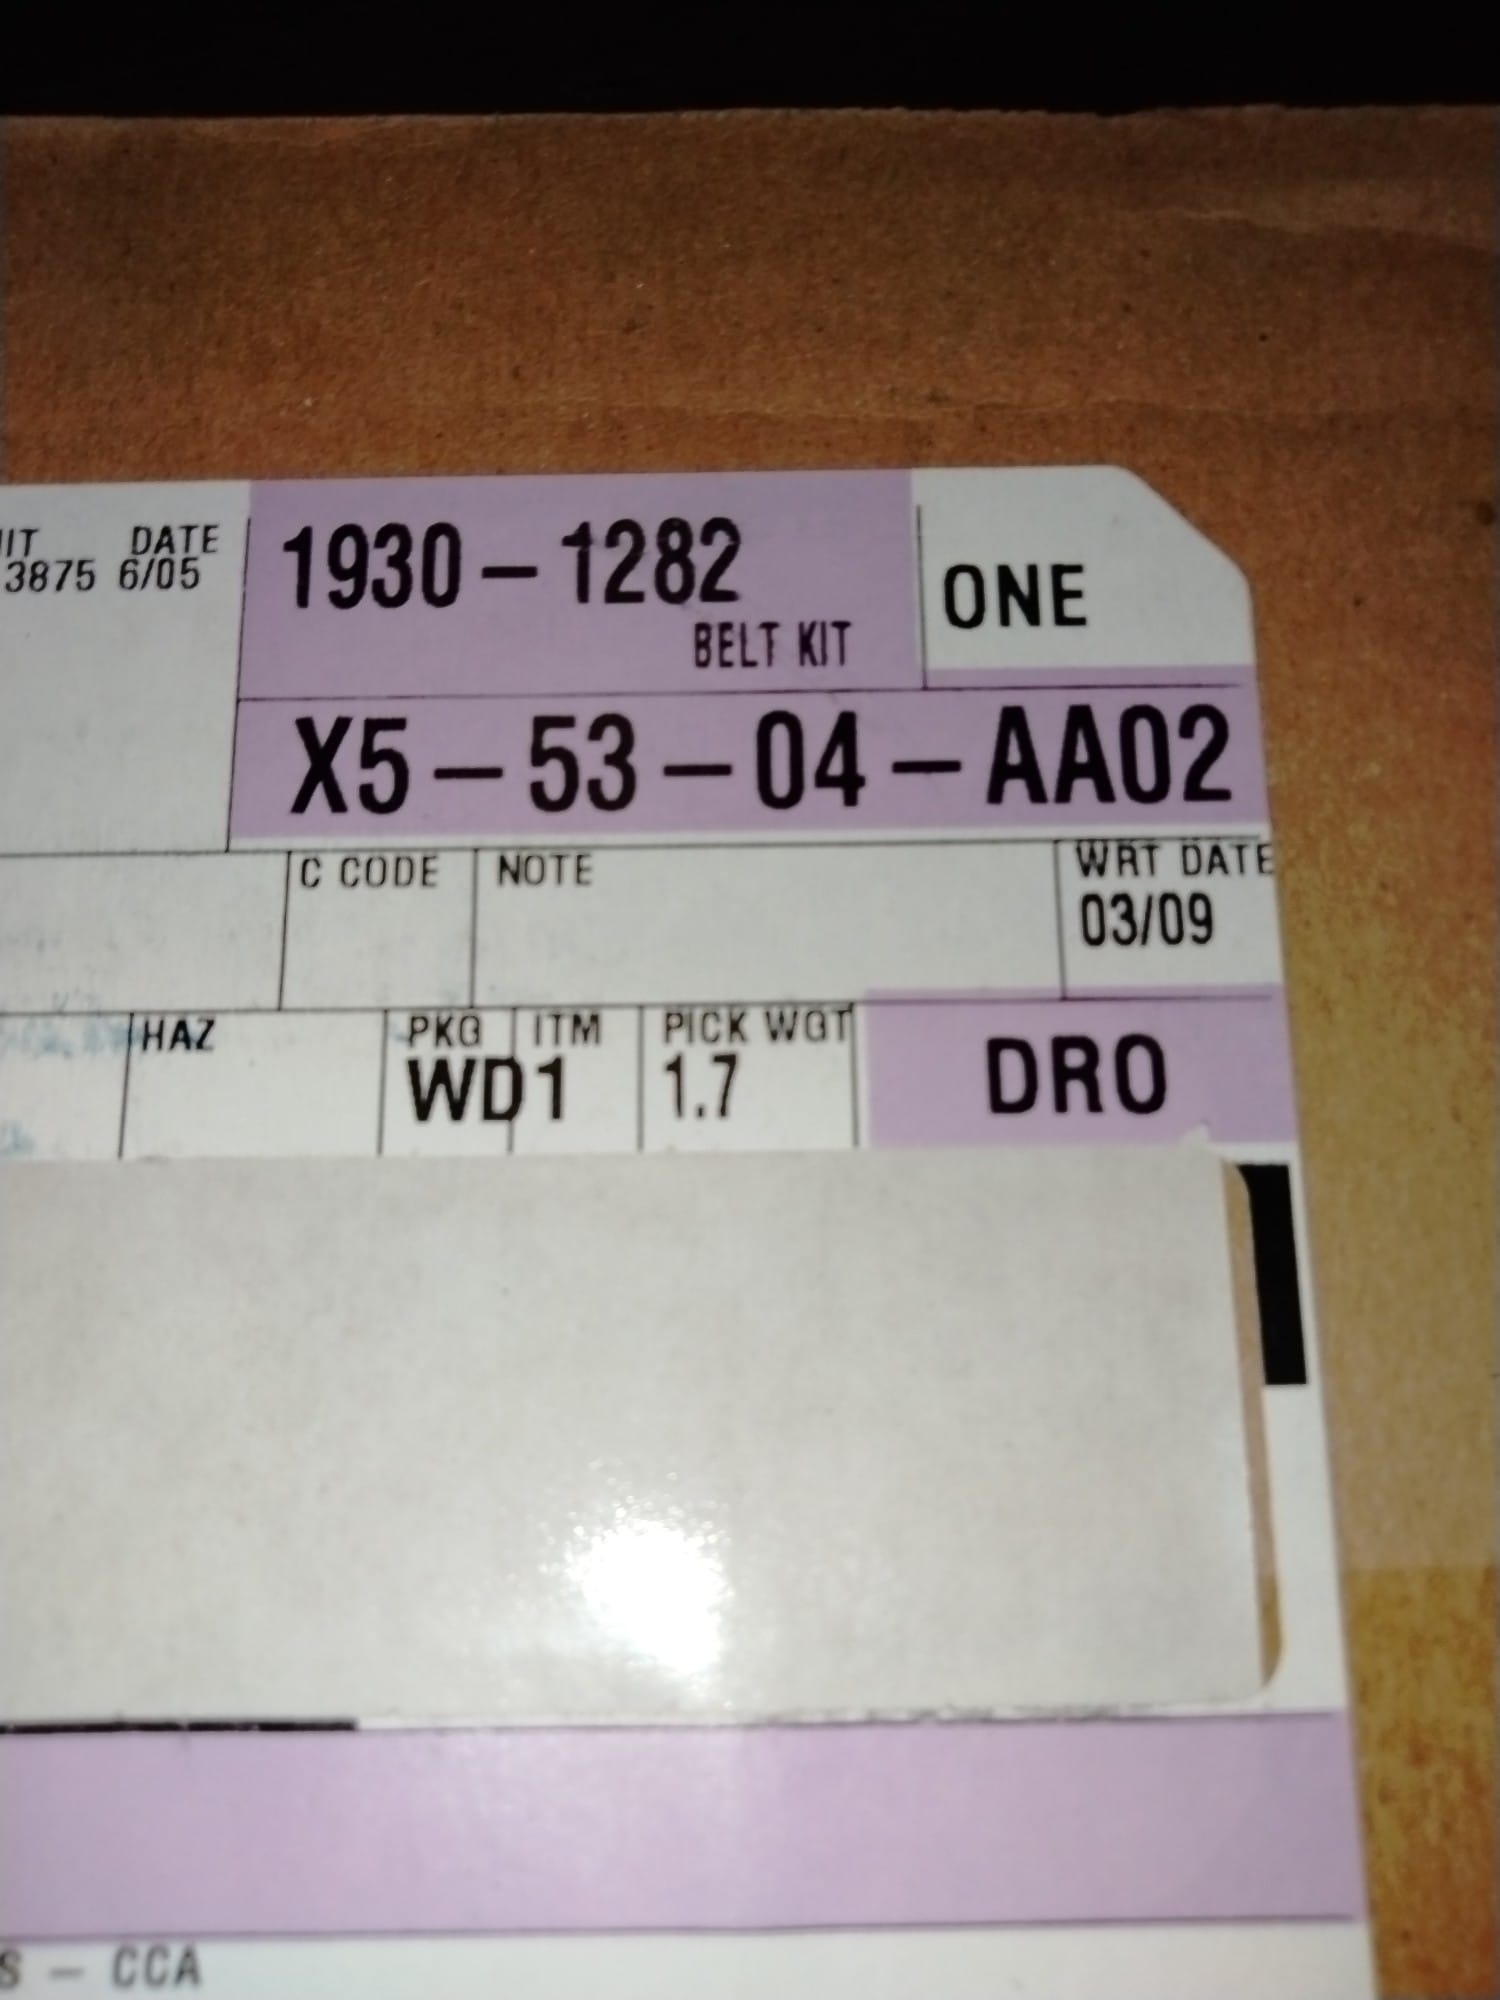 DATE
3875 6/05
1930-1282
BELT KIT
ONE
X5-53-04-AA02
C CODE NOTE WRT DATE
03/09
HAZ PKG ITM PICK WGT
WD1 1.7
DRO
S - CCA